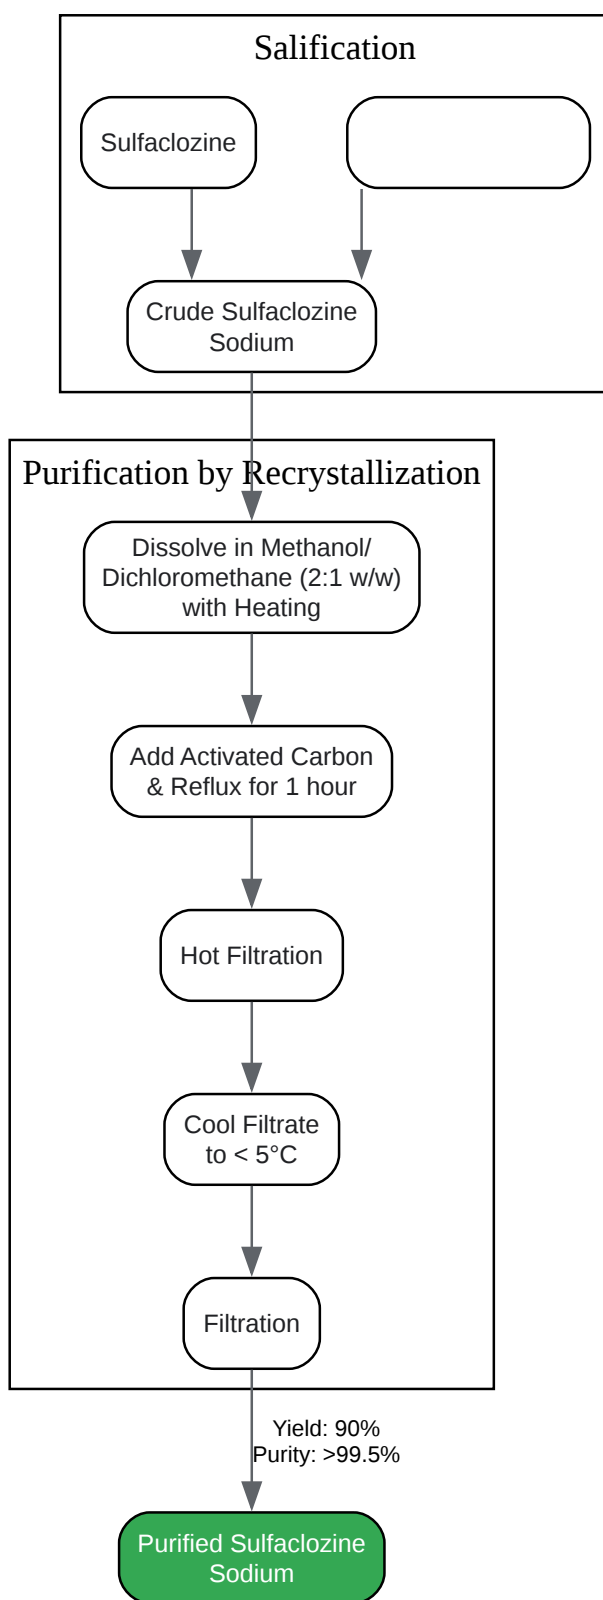 Salification
Sulfaclozine
Crude Sulfaclozine
Sodium
Purification by Recrystallization
Dissolve in Methanol/
Dichloromethane (2:1 w/w)
with Heating
Add Activated Carbon
& Reflux for 1 hour
Hot Filtration
Cool Filtrate
to < 5°C
Filtration
Yield: 90%
Purity: >99.5%
Purified Sulfaclozine
Sodium